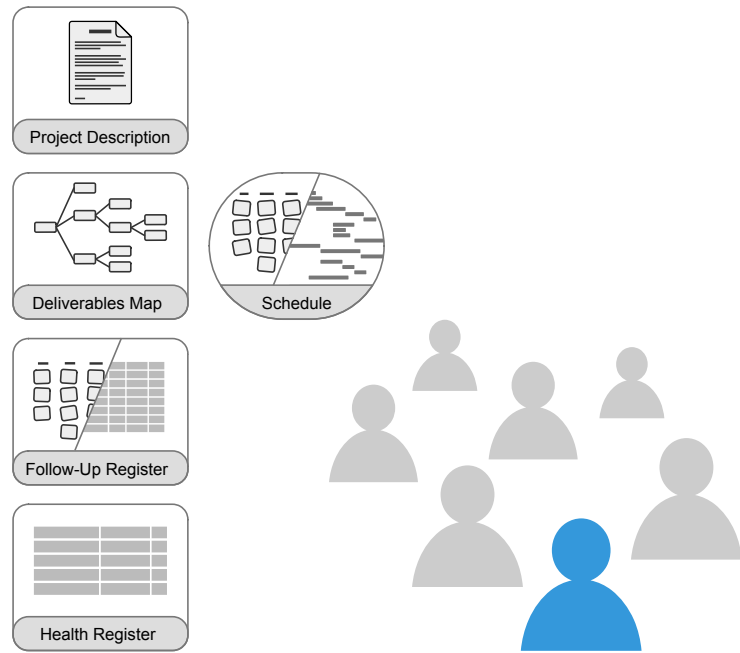 Project Description
Deliverables Map
Schedule
Follow-Up Register
Health Register